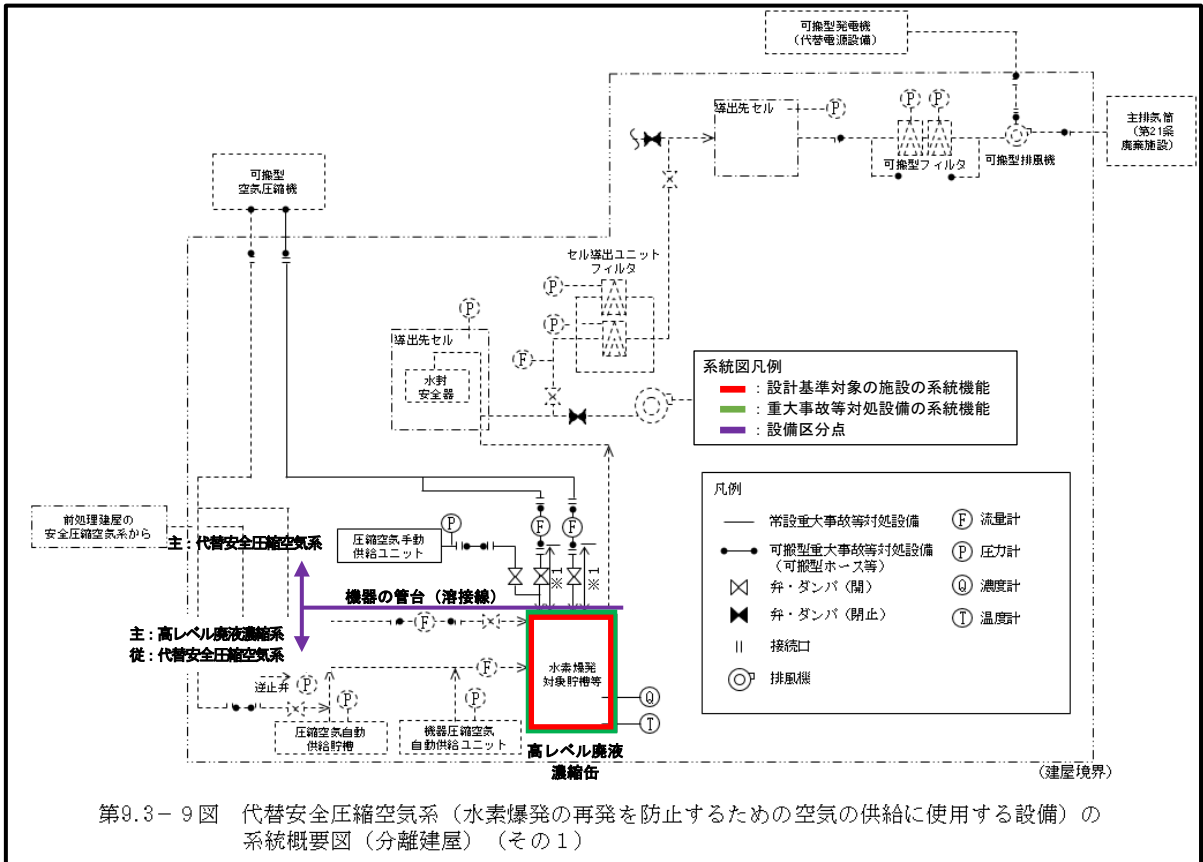 可搬型発電機
(代替電源設備)
導出先セル
P
P
P
可搬型フィルタ
可搬型排風機
主排気筒
(第21条
廃棄施設)
可搬型
空気圧縮機
セル導出ユニット
フィルタ
P
P
P
F
導出先セル
水封
安全器
系統図凡例
:設計基準対象の施設の系統機能
:重大事故等対処設備の系統機能
:設備区分点
前処理建屋の
安全圧縮空気系から
主:代替安全圧縮空気系
圧縮空気手動
供給ユニット
P
F
F
※1
※1
機器の管台(溶接線)
主:高レベル廃液濃縮系
従:代替安全圧縮空気系
F
F
水素爆発
対象貯槽等
Q
T
逆止弁
P
P
P
圧縮空気自動
供給貯槽
機器圧縮空気
自動供給ユニット
高レベル廃液
濃縮缶
凡例
常設重大事故等対処設備
可搬型重大事故等対処設備
(可搬型ホース等)
弁・ダンパ(開)
弁・ダンパ(閉止)
接続口
排風機
F 流量計
P 圧力計
Q 濃度計
T 温度計
(建屋境界)
第9.3-9図 代替安全圧縮空気系(水素爆発の再発を防止するための空気の供給に使用する設備)の
系統概要図(分離建屋)(その1)